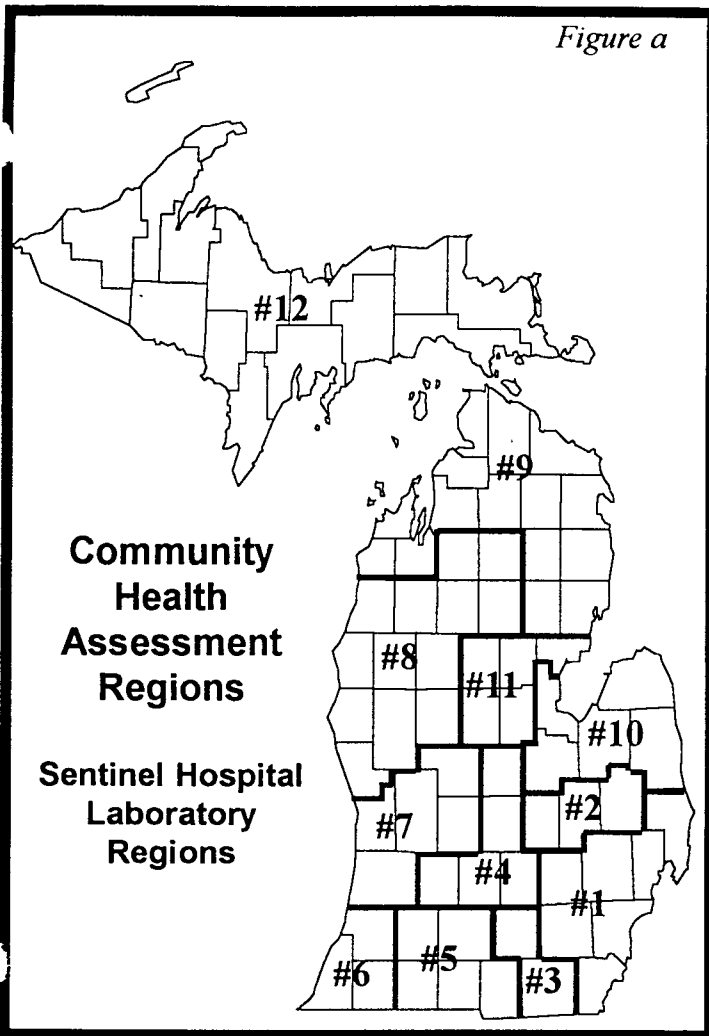 Figure a
#12
#9
Community
Health
Assessment
Regions
#8
#11
#10
Sentinel Hospital
Laboratory
Regions
#7
#2
#4
#1
#6
#5
#3